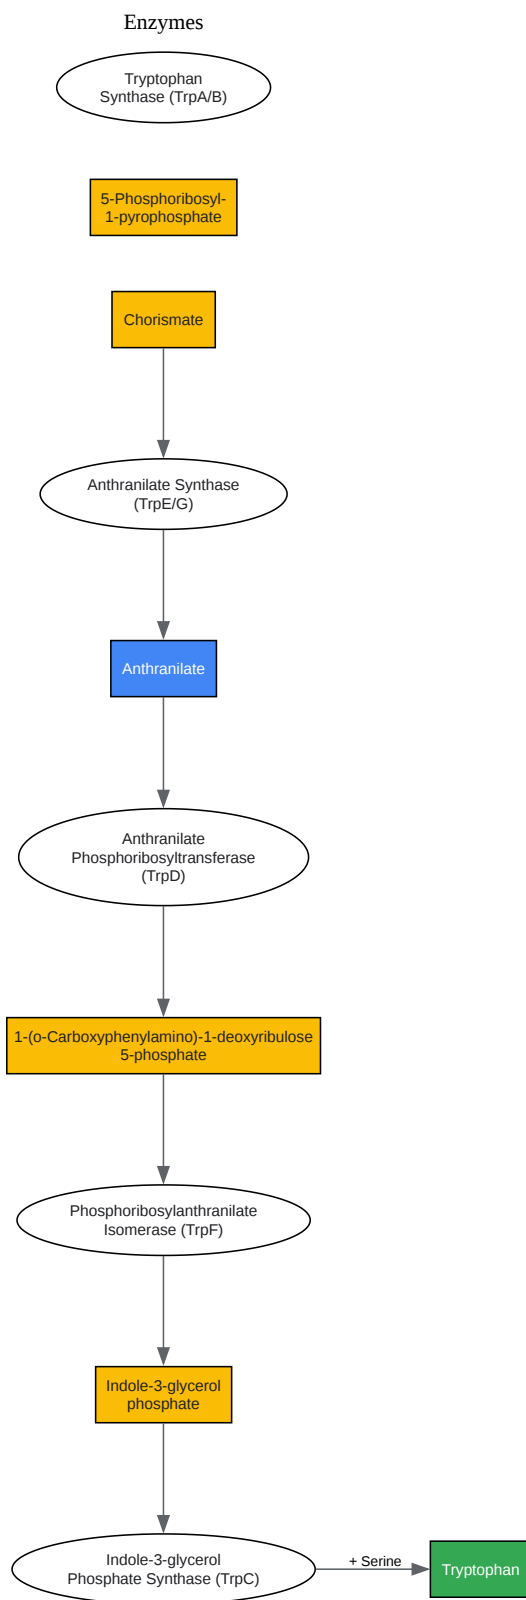 Enzymes
Tryptophan
Synthase (TrpA/B)
5-Phosphoribosyl-
1-pyrophosphate
Chorismate
Anthranilate Synthase
(TrpE/G)
Anthranilate
Anthranilate
Phosphoribosyltransferase
(TrpD)
1-(o-Carboxyphenylamino)-1-deoxyribulose
5-phosphate
Phosphoribosylanthranilate
Isomerase (TrpF)
Indole-3-glycerol
phosphate
Indole-3-glycerol
Phosphate Synthase (TrpC)
+ Serine
Tryptophan